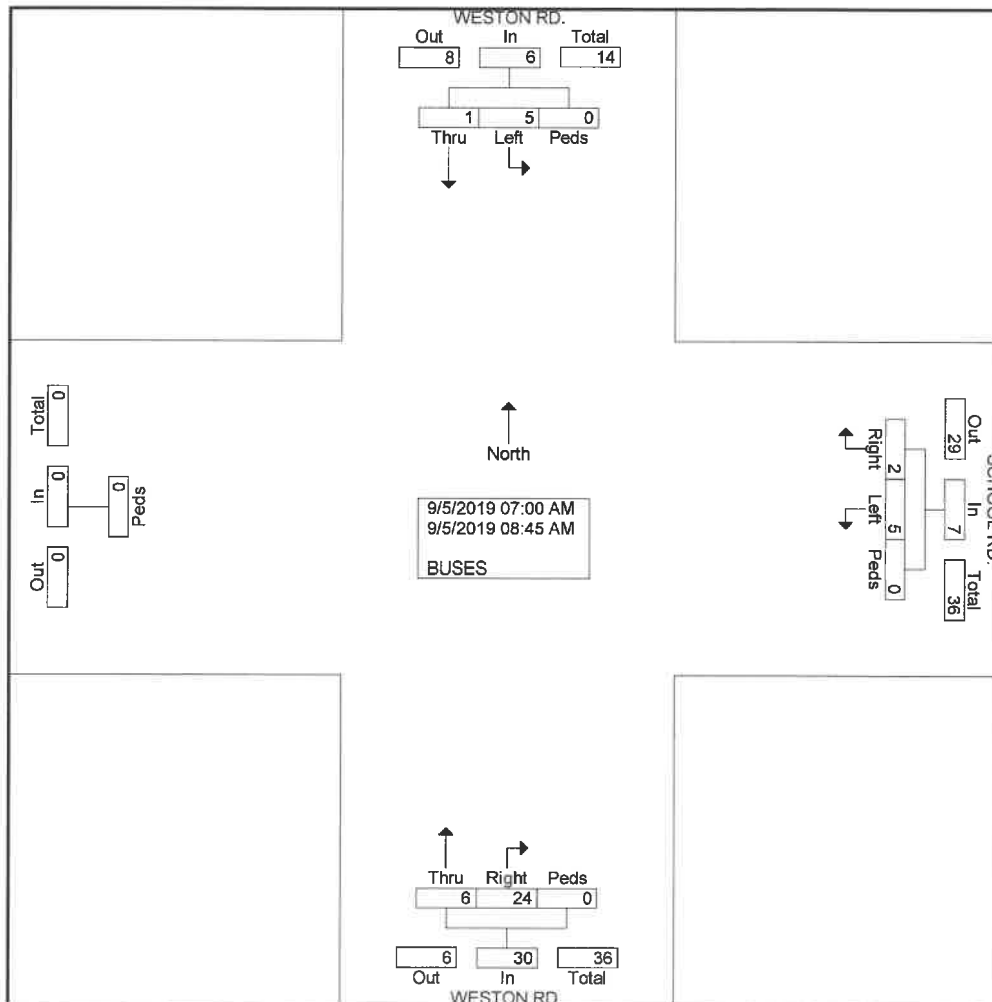 WESTON RD.
Out In Total
8 6 14
1 5 0
Thru Left Peds
North
9/5/2019 07:00 AM
9/5/2019 08:45 AM
BUSES
Total In Out
0 0 0
0
Peds
Out In Total
29 7 36
2 5 0
Right Left Peds
RD.
Thru Right Peds
6 24 0
6 30 36
Out In Total
WESTON RD.